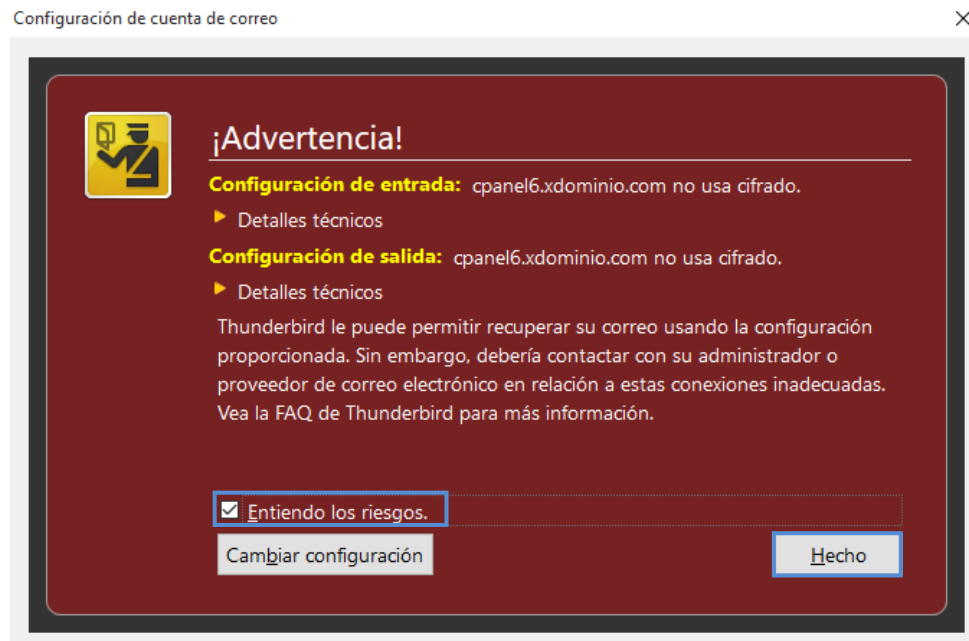 Configuración de cuenta de correo
¡Advertencia!
Configuración de entrada: cpanel6.xdominio.com no usa cifrado.
Detalles técnicos
Configuración de salida: cpanel6.xdominio.com no usa cifrado.
Detalles técnicos
Thunderbird le puede permitir recuperar su correo usando la configuración
proporcionada. Sin embargo, debería contactar con su administrador o
proveedor de correo electrónico en relación a estas conexiones inadecuadas.
Vea la FAQ de Thunderbird para más información.
Entiendo los riesgos.
Cambiar configuración
Hecho